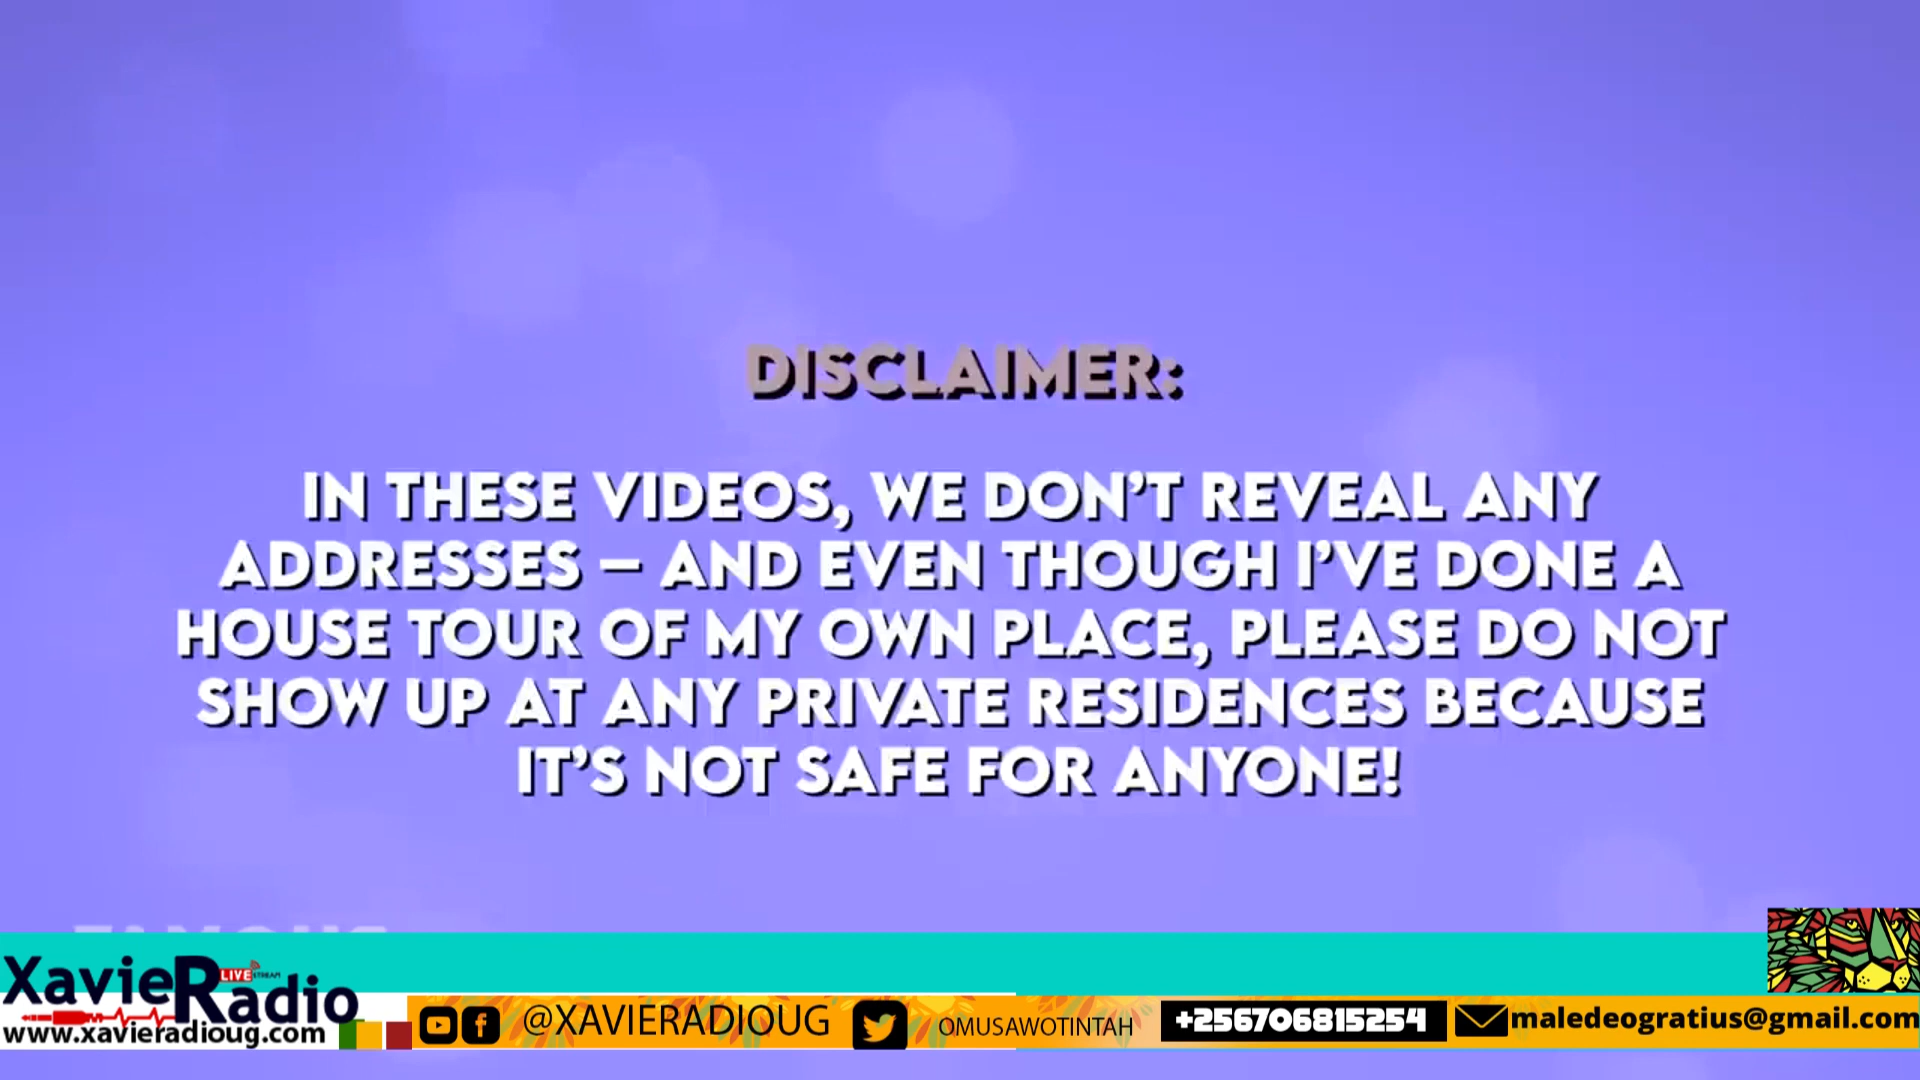 DISCLAIMER:
IN THESE VIDEOS, WE DON'T REVEAL ANY
ADDRESSES – AND EVEN THOUGH I'VE DONE A
HOUSE TOUR OF MY OWN PLACE, PLEASE DO NOT
SHOW UP AT ANY PRIVATE RESIDENCES BECAUSE
IT'S NOT SAFE FOR ANYONE!
XavieRadio
LIVE STREAM
www.xavieradioug.com
@XAVIERADIOUG
OMUSAWOTINTAH
+256706815254
maledeogratius@gmail.com